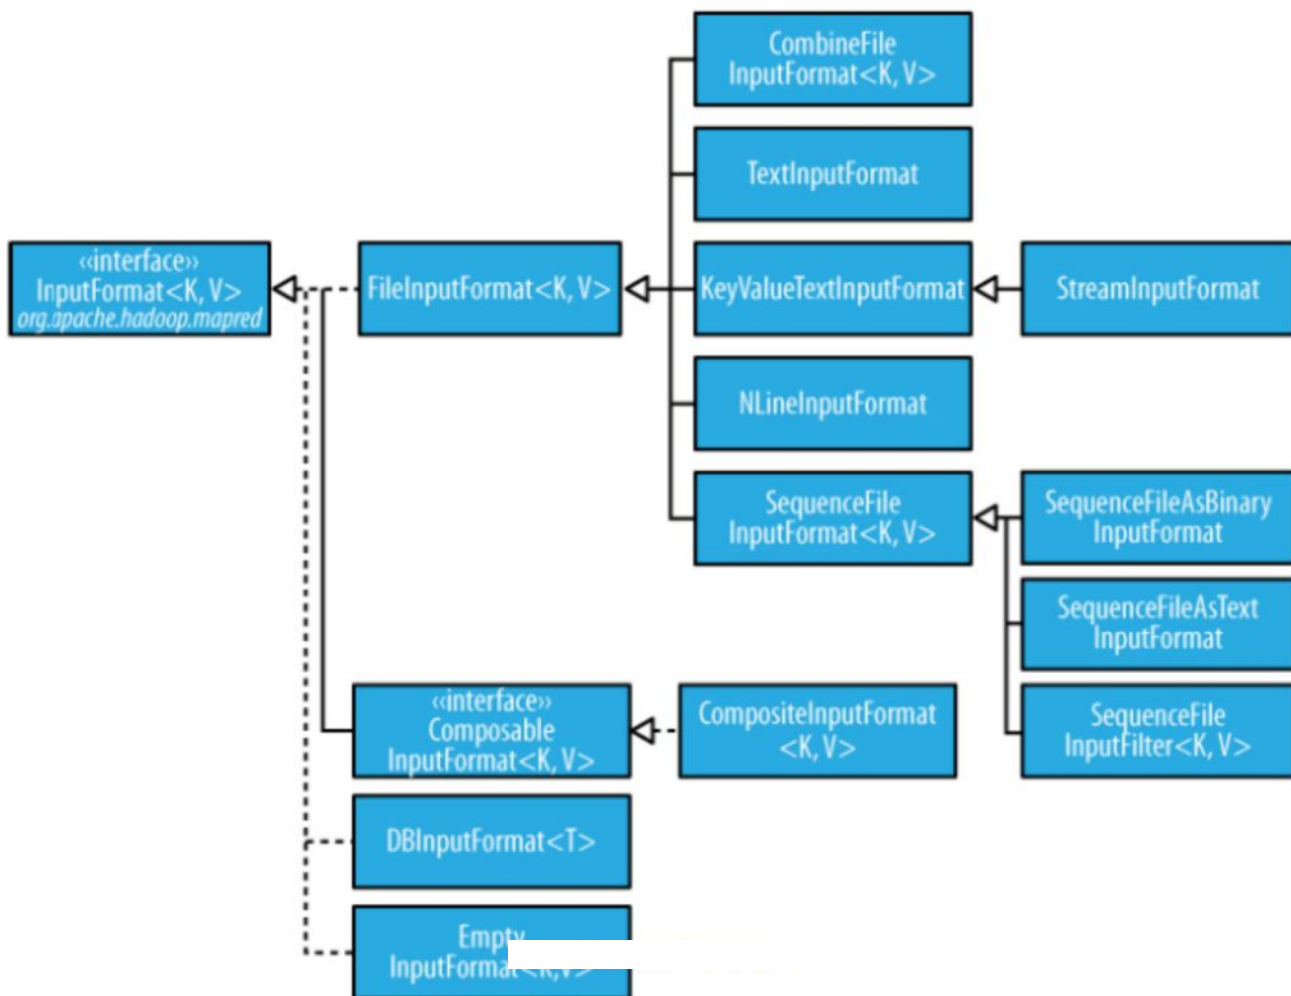 CombineFile
InputFormat<K, V>
TextInputFormat
‹‹interface››
InputFormat<K, V>
org.apache.hadoop.mapred
FileInputFormat<K, V>
KeyValueTextInputFormat
StreamInputFormat
NLineInputFormat
SequenceFile
InputFormat<K, V>
SequenceFileAsBinary
InputFormat
SequenceFileAsText
InputFormat
‹‹interface››
Composable
InputFormat<K, V>
CompositeInputFormat
<K, V>
SequenceFile
InputFilter<K, V>
DBInputFormat<T>
Empty
InputFormat<K,V>